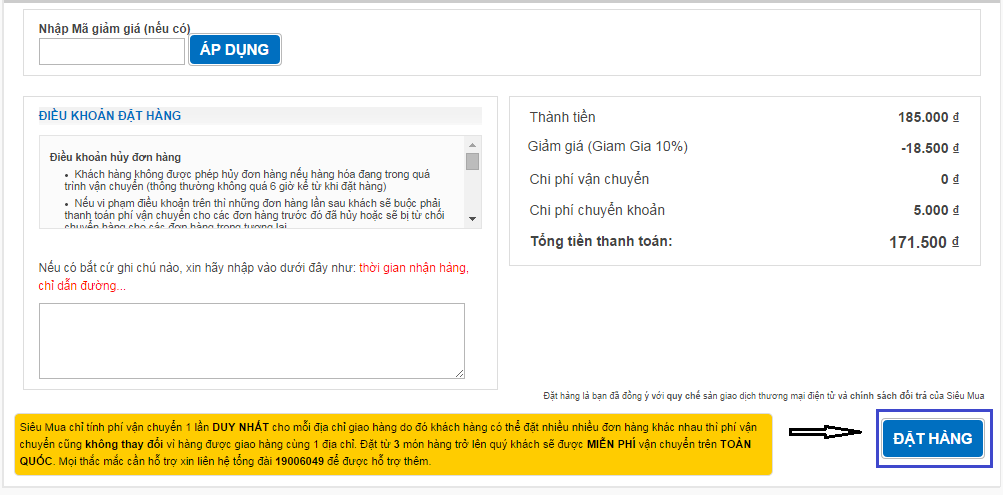 Nhập Mã giảm giá (nếu có)
ÁP DỤNG
ĐIỀU KHOẢN ĐẶT HÀNG
Điều khoản hủy đơn hàng
• Khách hàng không được phép hủy đơn hàng nếu hàng hóa đang trong quá
trình vận chuyển (thông thường không quá 6 giờ kể từ khi đặt hàng)
• Nếu vi phạm điều khoản trên thì những đơn hàng lần sau khách sẽ buộc phải
thanh toán phí vận chuyển cho các đơn hàng trước đó đã hủy hoặc sẽ bị từ chối
chuyển hàng cho các đơn hàng trong tương lai
Nếu có bất cứ ghi chú nào, xin hãy nhập vào dưới đây như: thời gian nhận hàng,
chỉ dẫn đường...
Thành tiền 185.000 đ
Giảm giá (Giam Gia 10%) -18.500 đ
Chi phí vận chuyển 0 đ
Chi phí chuyển khoản 5.000 đ
Tổng tiền thanh toán: 171.500 đ
Đặt hàng là bạn đã đồng ý với quy chế sàn giao dịch thương mại điện tử và chính sách đổi trả của Siêu Mua
Siêu Mua chỉ tính phí vận chuyển 1 lần DUY NHẤT cho mỗi địa chỉ giao hàng do đó khách hàng có thể đặt nhiều nhiều đơn hàng khác nhau thì phí vận
chuyển cũng không thay đổi vì hàng được giao hàng cùng 1 địa chỉ. Đặt từ 3 món hàng trở lên quý khách sẽ được MIỄN PHÍ vận chuyển trên TOÀN
QUỐC. Mọi thắc mắc cần hỗ trợ xin liên hệ tổng đài 19006049 để được hỗ trợ thêm.
ĐẶT HÀNG